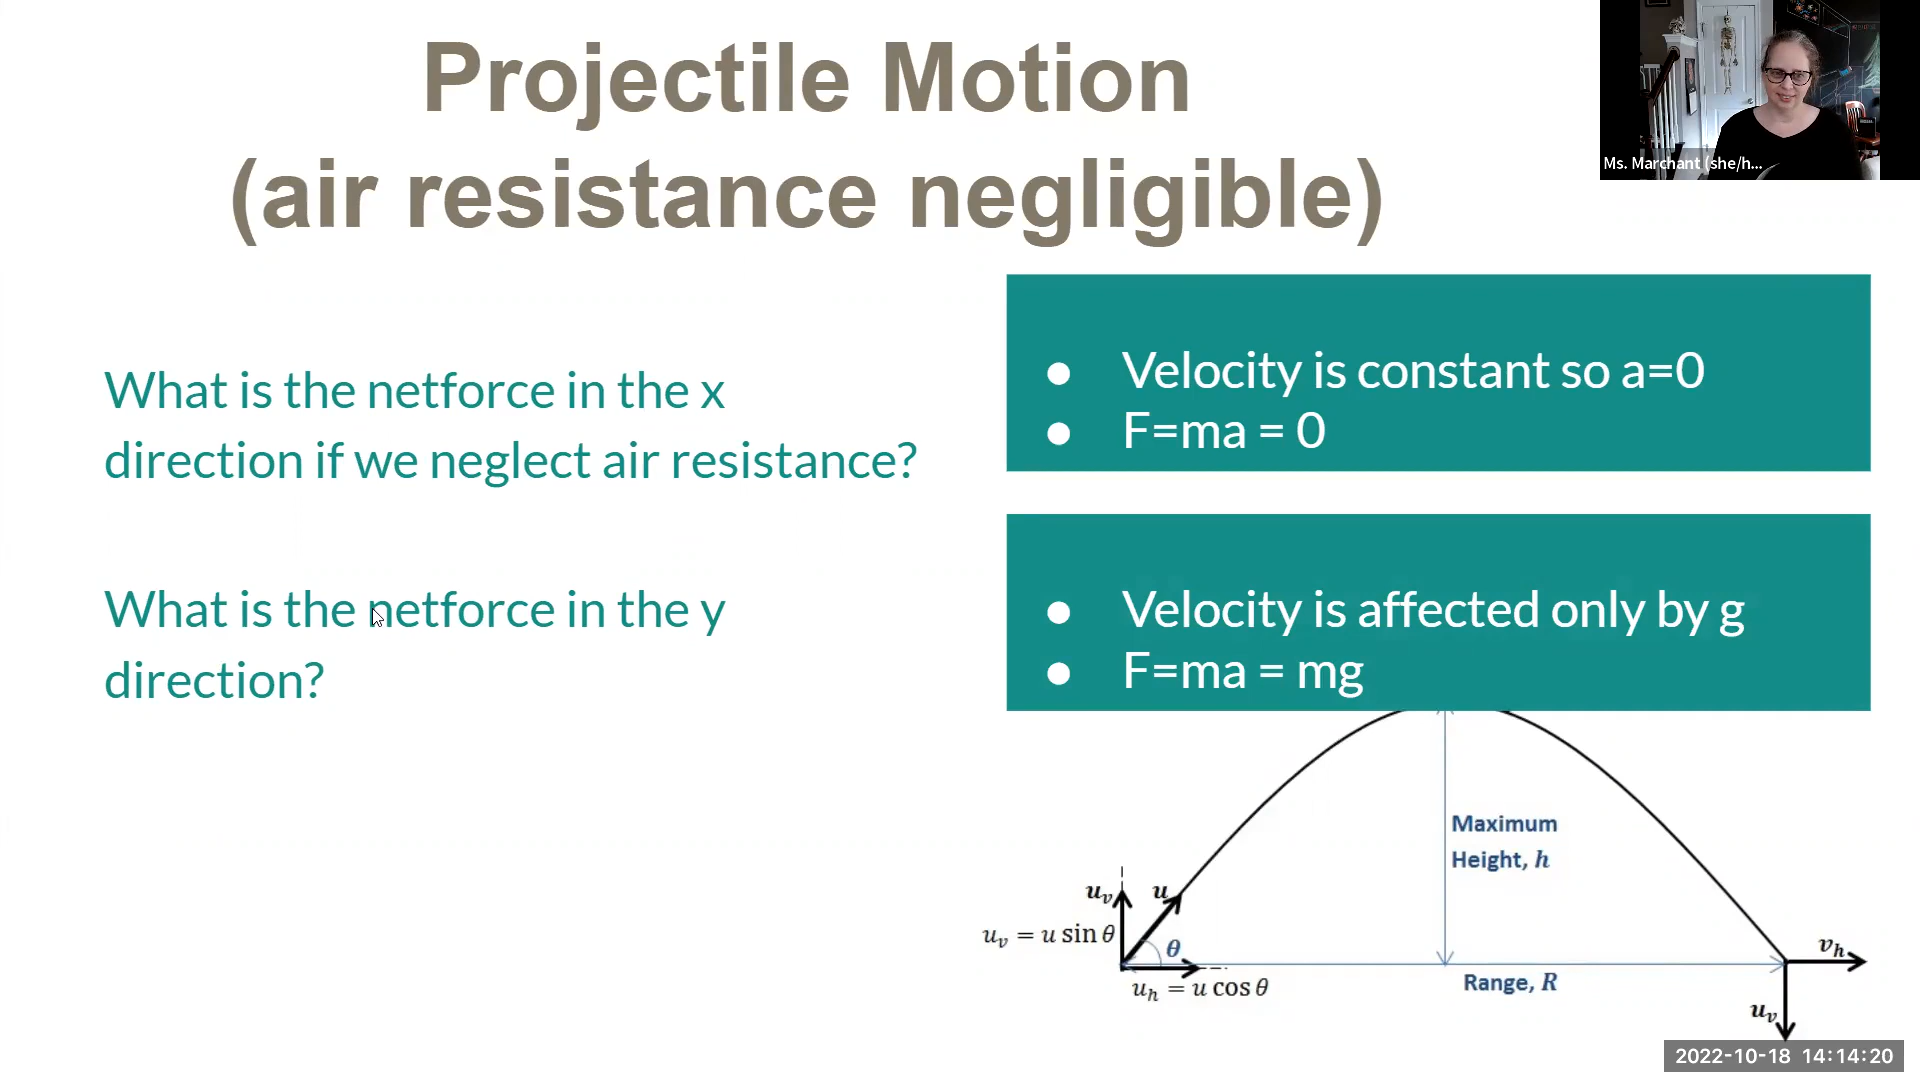 Projectile Motion
(air resistance negligible)
Ms. Marchant (she/h...
What is the netforce in the x
direction if we neglect air resistance?
● Velocity is constant so a=0
● F=ma = 0
What is the netforce in the y
direction?
● Velocity is affected only by g
● F=ma = mg
Maximum
Height, h
u_v
u
u_v = u sin θ
θ
u_h = u cos θ
Range, R
v_h
u_v
2022-10-18 14:14:20